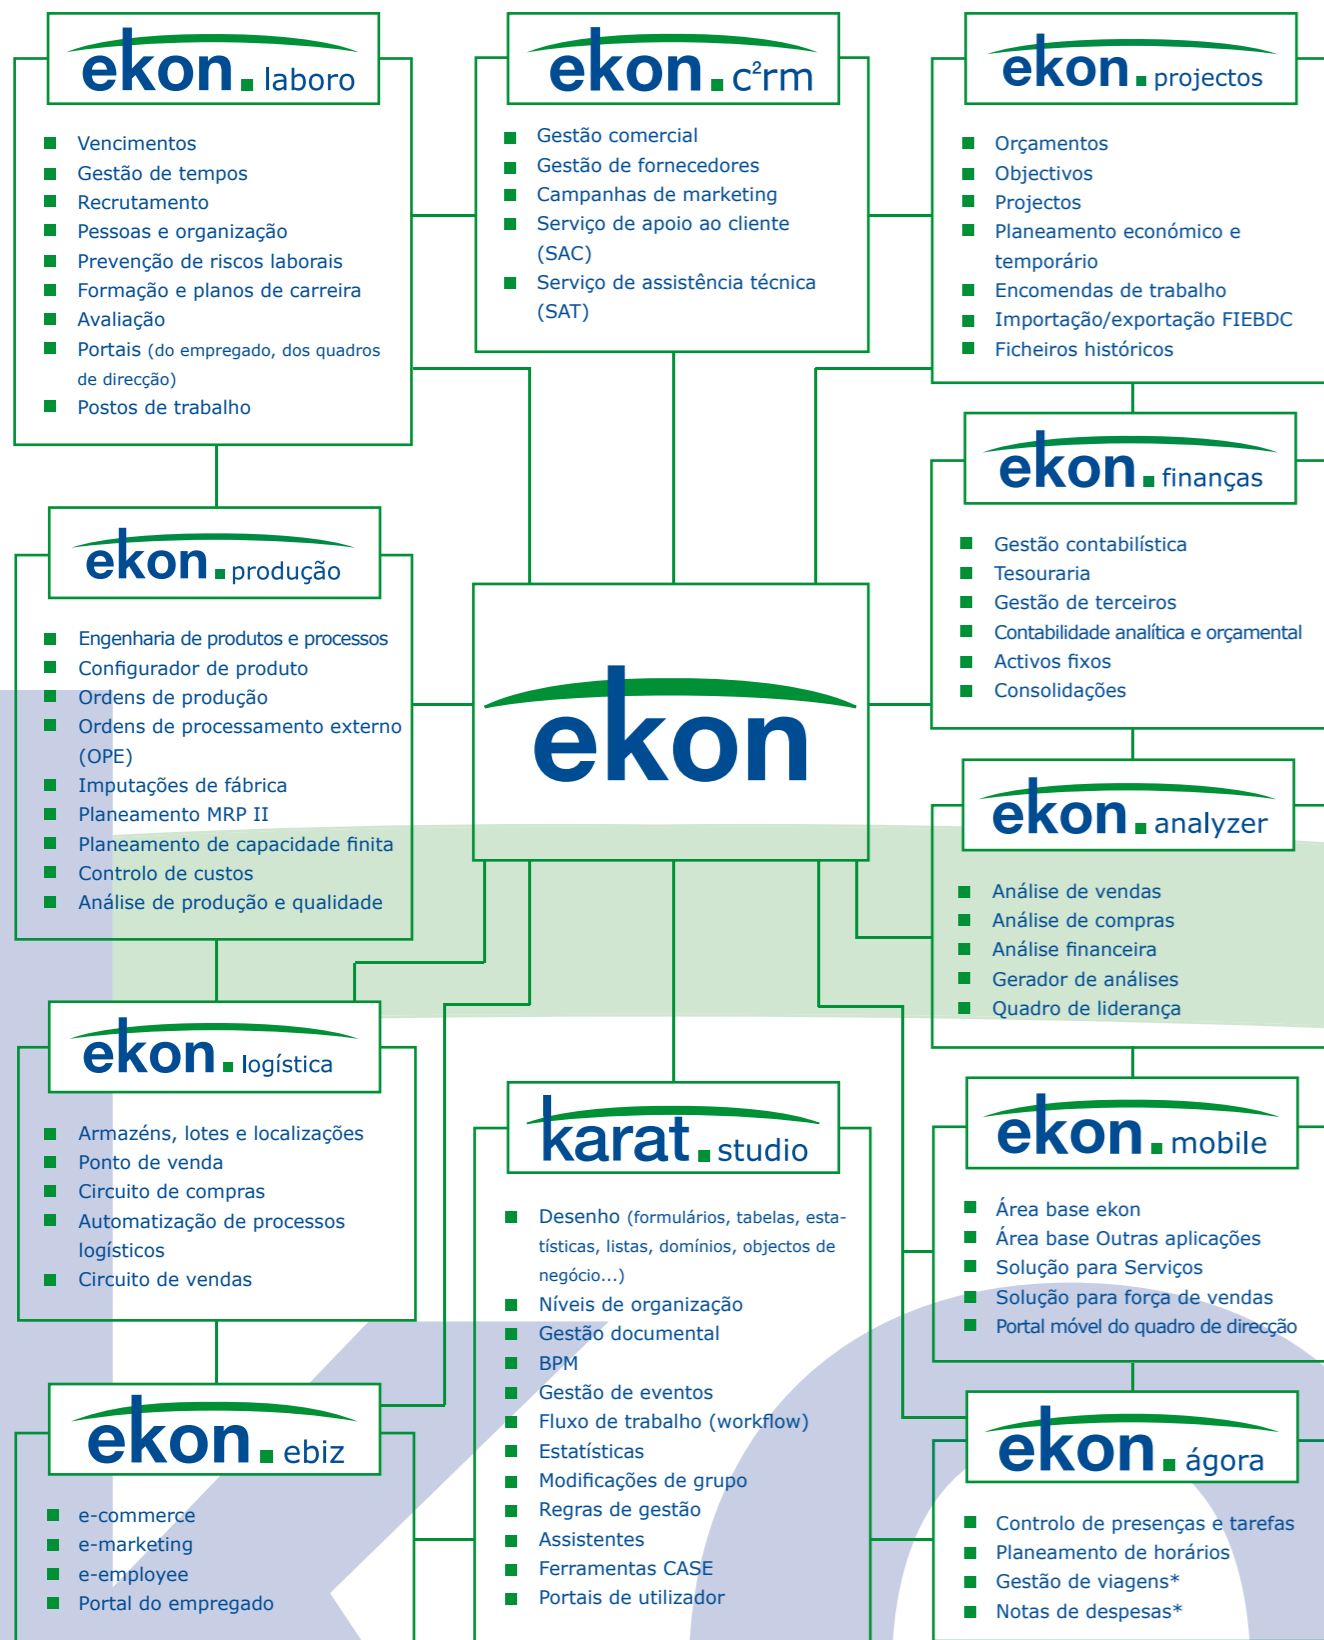 ekon.laboro
Vencimentos
Gestão de tempos
Recrutamento
Pessoas e organização
Prevenção de riscos laborais
Formação e planos de carreira
Avaliação
Portais (do empregado, dos quadros
de direcção)
Postos de trabalho
ekon.c²rm
Gestão comercial
Gestão de fornecedores
Campanhas de marketing
Serviço de apoio ao cliente
(SAC)
Serviço de assistência técnica
(SAT)
ekon.projectos
Orçamentos
Objectivos
Projectos
Planeamento económico e
temporário
Encomendas de trabalho
Importação/exportação FIEBDC
Ficheiros históricos
ekon.finanças
Gestão contabilística
Tesouraria
Gestão de terceiros
Contabilidade analítica e orçamental
Activos fixos
Consolidações
ekon.produção
Engenharia de produtos e processos
Configurador de produto
Ordens de produção
Ordens de processamento externo
(OPE)
Imputações de fábrica
Planeamento MRP II
Planeamento de capacidade finita
Controlo de custos
Análise de produção e qualidade
ekon
ekon.analyzer
Análise de vendas
Análise de compras
Análise financeira
Gerador de análises
Quadro de liderança
ekon.logística
Armazéns, lotes e localizações
Ponto de venda
Circuito de compras
Automatização de processos
logísticos
Circuito de vendas
karat.studio
Desenho (formulários, tabelas, esta-
tísticas, listas, domínios, objectos de
negócio...)
Níveis de organização
Gestão documental
BPM
Gestão de eventos
Fluxo de trabalho (workflow)
Estatísticas
Modificações de grupo
Regras de gestão
Assistentes
Ferramentas CASE
Portais de utilizador
ekon.mobile
Área base ekon
Área base Outras aplicações
Solução para Serviços
Solução para força de vendas
Portal móvel do quadro de direcção
ekon.ebiz
e-commerce
e-marketing
e-employee
Portal do empregado
ekon.ágora
Controlo de presenças e tarefas
Planeamento de horários
Gestão de viagens*
Notas de despesas*